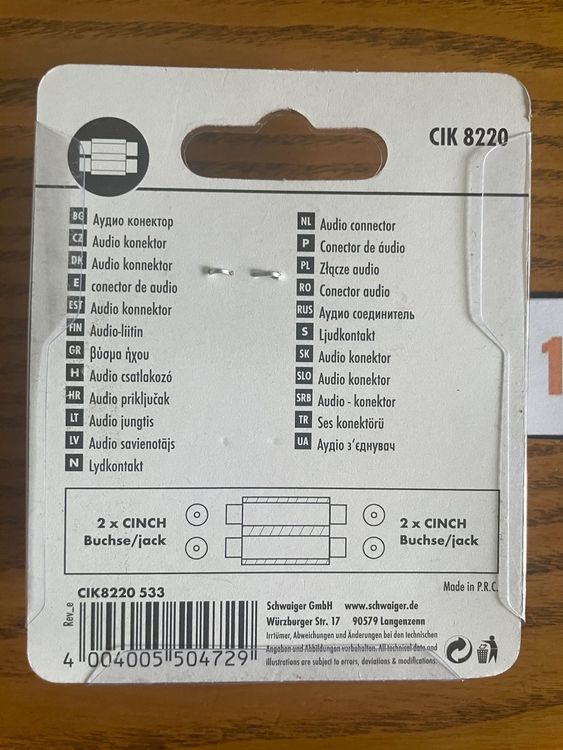 CIK 8220
BG Аудио конектор
CZ Audio konektor
DK Audio konnektor
E conector de audio
EST Audio konnektor
FIN Audio-liitin
GR βύσμα ήχου
H Audio csatlakozó
HR Audio priključak
LT Audio jungtis
LV Audio savienotājs
N Lydkontakt
NL Audio connector
P Conector de áudio
PL Złącze audio
RO Conector audio
RUS Аудио соединитель
S Ljudkontakt
SK Audio konektor
SLO Audio konektor
SRB Audio - konektor
TR Ses konektörü
UA Аудіо з’єднувач
2 x CINCH
Buchse/jack
2 x CINCH
Buchse/jack
CIK8220 533
Made in P.R.C.
Rev_e
4 004005 504729
Schwaiger GmbH www.schwaiger.de
Würzburger Str. 17 90579 Langenzenn
Irrtümer, Abweichungen und Änderungen bei den technischen
Angaben und Abbildungen vorbehalten. All technical data and
illustrations are subject to errors, deviations & modifications.
1